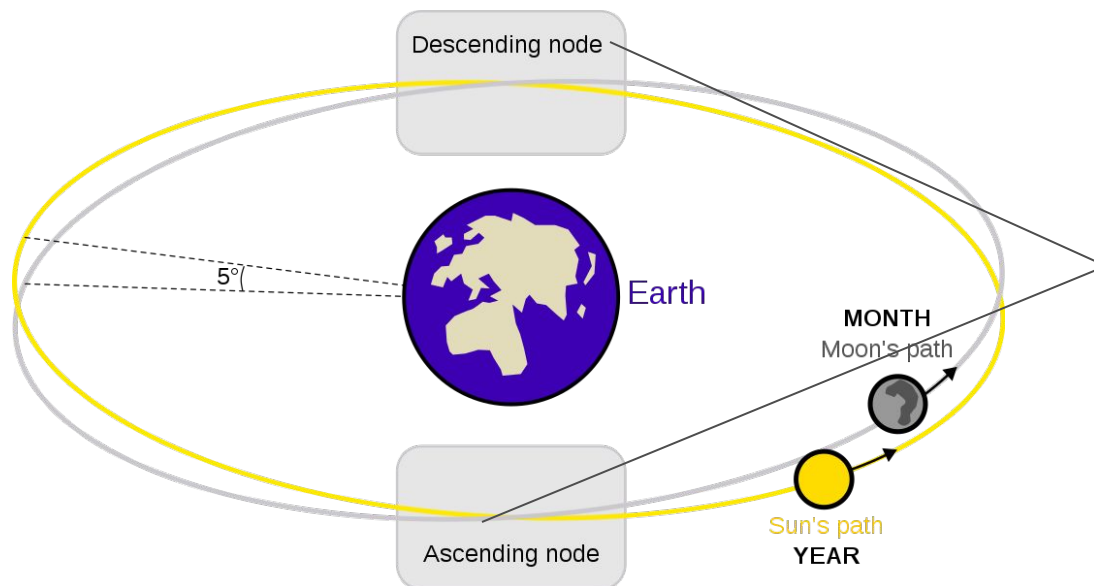 Descending node
5°
Earth
MONTH
Moon's path
Sun's path
YEAR
Ascending node